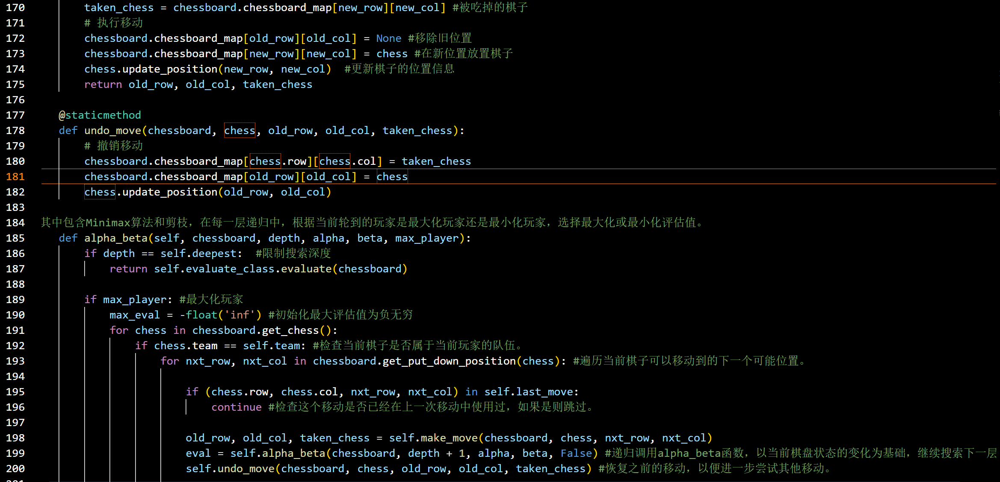 170 taken_chess = chessboard.chessboard_map[new_row][new_col] #被吃掉的棋子
171 # 执行移动
172 chessboard.chessboard_map[old_row][old_col] = None #移除旧位置
173 chessboard.chessboard_map[new_row][new_col] = chess #在新位置放置棋子
174 chess.update_position(new_row, new_col)  #更新棋子的位置信息
175 return old_row, old_col, taken_chess
176
177 @staticmethod
178 def undo_move(chessboard, chess, old_row, old_col, taken_chess):
179 # 撤销移动
180 chessboard.chessboard_map[chess.row][chess.col] = taken_chess
181 chessboard.chessboard_map[old_row][old_col] = chess
182 chess.update_position(old_row, old_col)
183
184 其中包含Minimax算法和剪枝，在每一层递归中，根据当前轮到的玩家是最大化玩家还是最小化玩家，选择最大化或最小化评估值。
185 def alpha_beta(self, chessboard, depth, alpha, beta, max_player):
186 if depth == self.deepest:  #限制搜索深度
187 return self.evaluate_class.evaluate(chessboard)
188
189 if max_player: #最大化玩家
190 max_eval = -float('inf') #初始化最大评估值为负无穷
191 for chess in chessboard.get_chess():
192 if chess.team == self.team: #检查当前棋子是否属于当前玩家的队伍。
193 for nxt_row, nxt_col in chessboard.get_put_down_position(chess): #遍历当前棋子可以移动到的下一个可能位置。
194
195 if (chess.row, chess.col, nxt_row, nxt_col) in self.last_move:
196 continue #检查这个移动是否已经在上一次移动中使用过，如果是则跳过。
197
198 old_row, old_col, taken_chess = self.make_move(chessboard, chess, nxt_row, nxt_col)
199 eval = self.alpha_beta(chessboard, depth + 1, alpha, beta, False) #递归调用alpha_beta函数，以当前棋盘状态的变化为基础，继续搜索下一层
200 self.undo_move(chessboard, chess, old_row, old_col, taken_chess) #恢复之前的移动，以便进一步尝试其他移动。